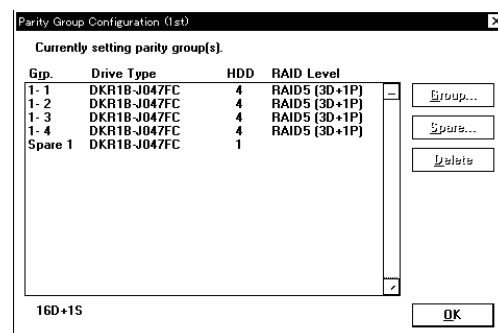 Parity Group Configuration (1st)
Currently setting parity group(s).
Grp. Drive Type HDD RAID Level
1- 1 DKR1B-J047FC 4 RAID5 (3D+1P)
1- 2 DKR1B-J047FC 4 RAID5 (3D+1P)
1- 3 DKR1B-J047FC 4 RAID5 (3D+1P)
1- 4 DKR1B-J047FC 4 RAID5 (3D+1P)
Spare 1 DKR1B-J047FC 1
Group...
Spare...
Delete
16D+1S
OK